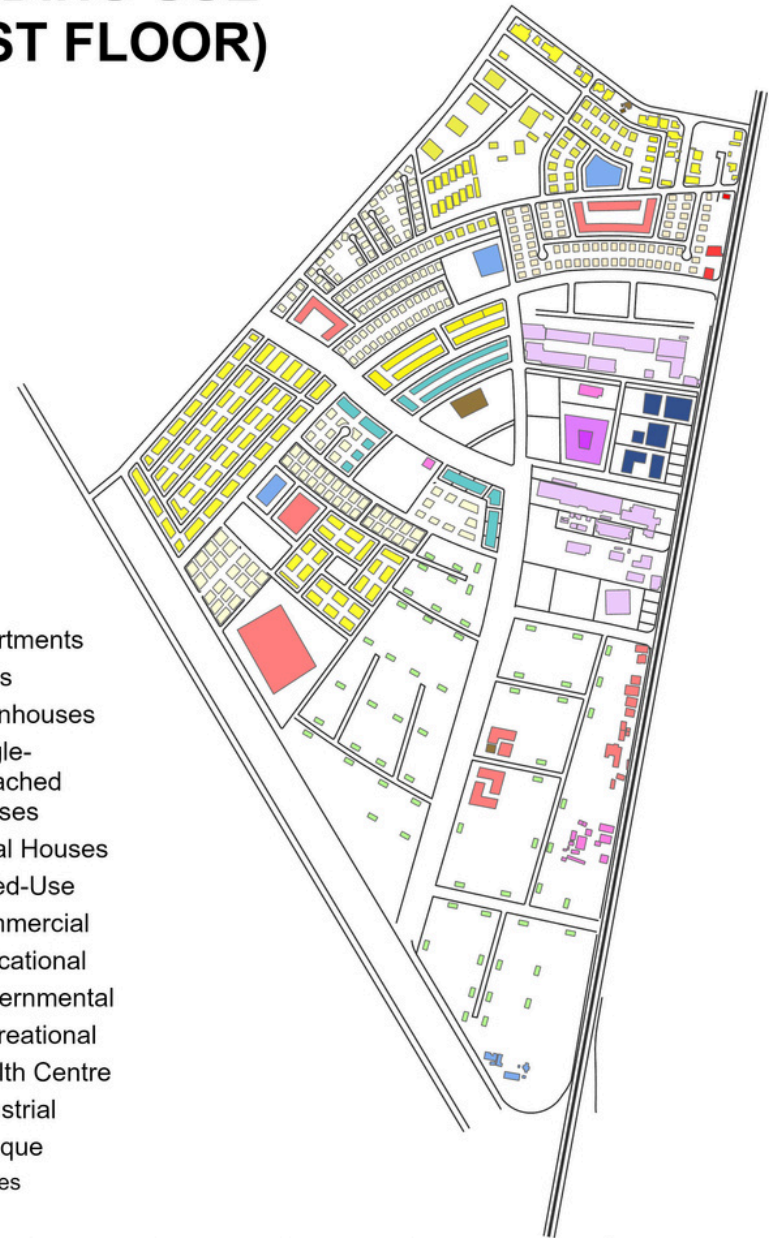 ST FLOOR)
rtments
s
nhouses
gle-
ached
ses
al Houses
ed-Use
nmercial
cational
ernmental
reational
lth Centre
strial
que
es